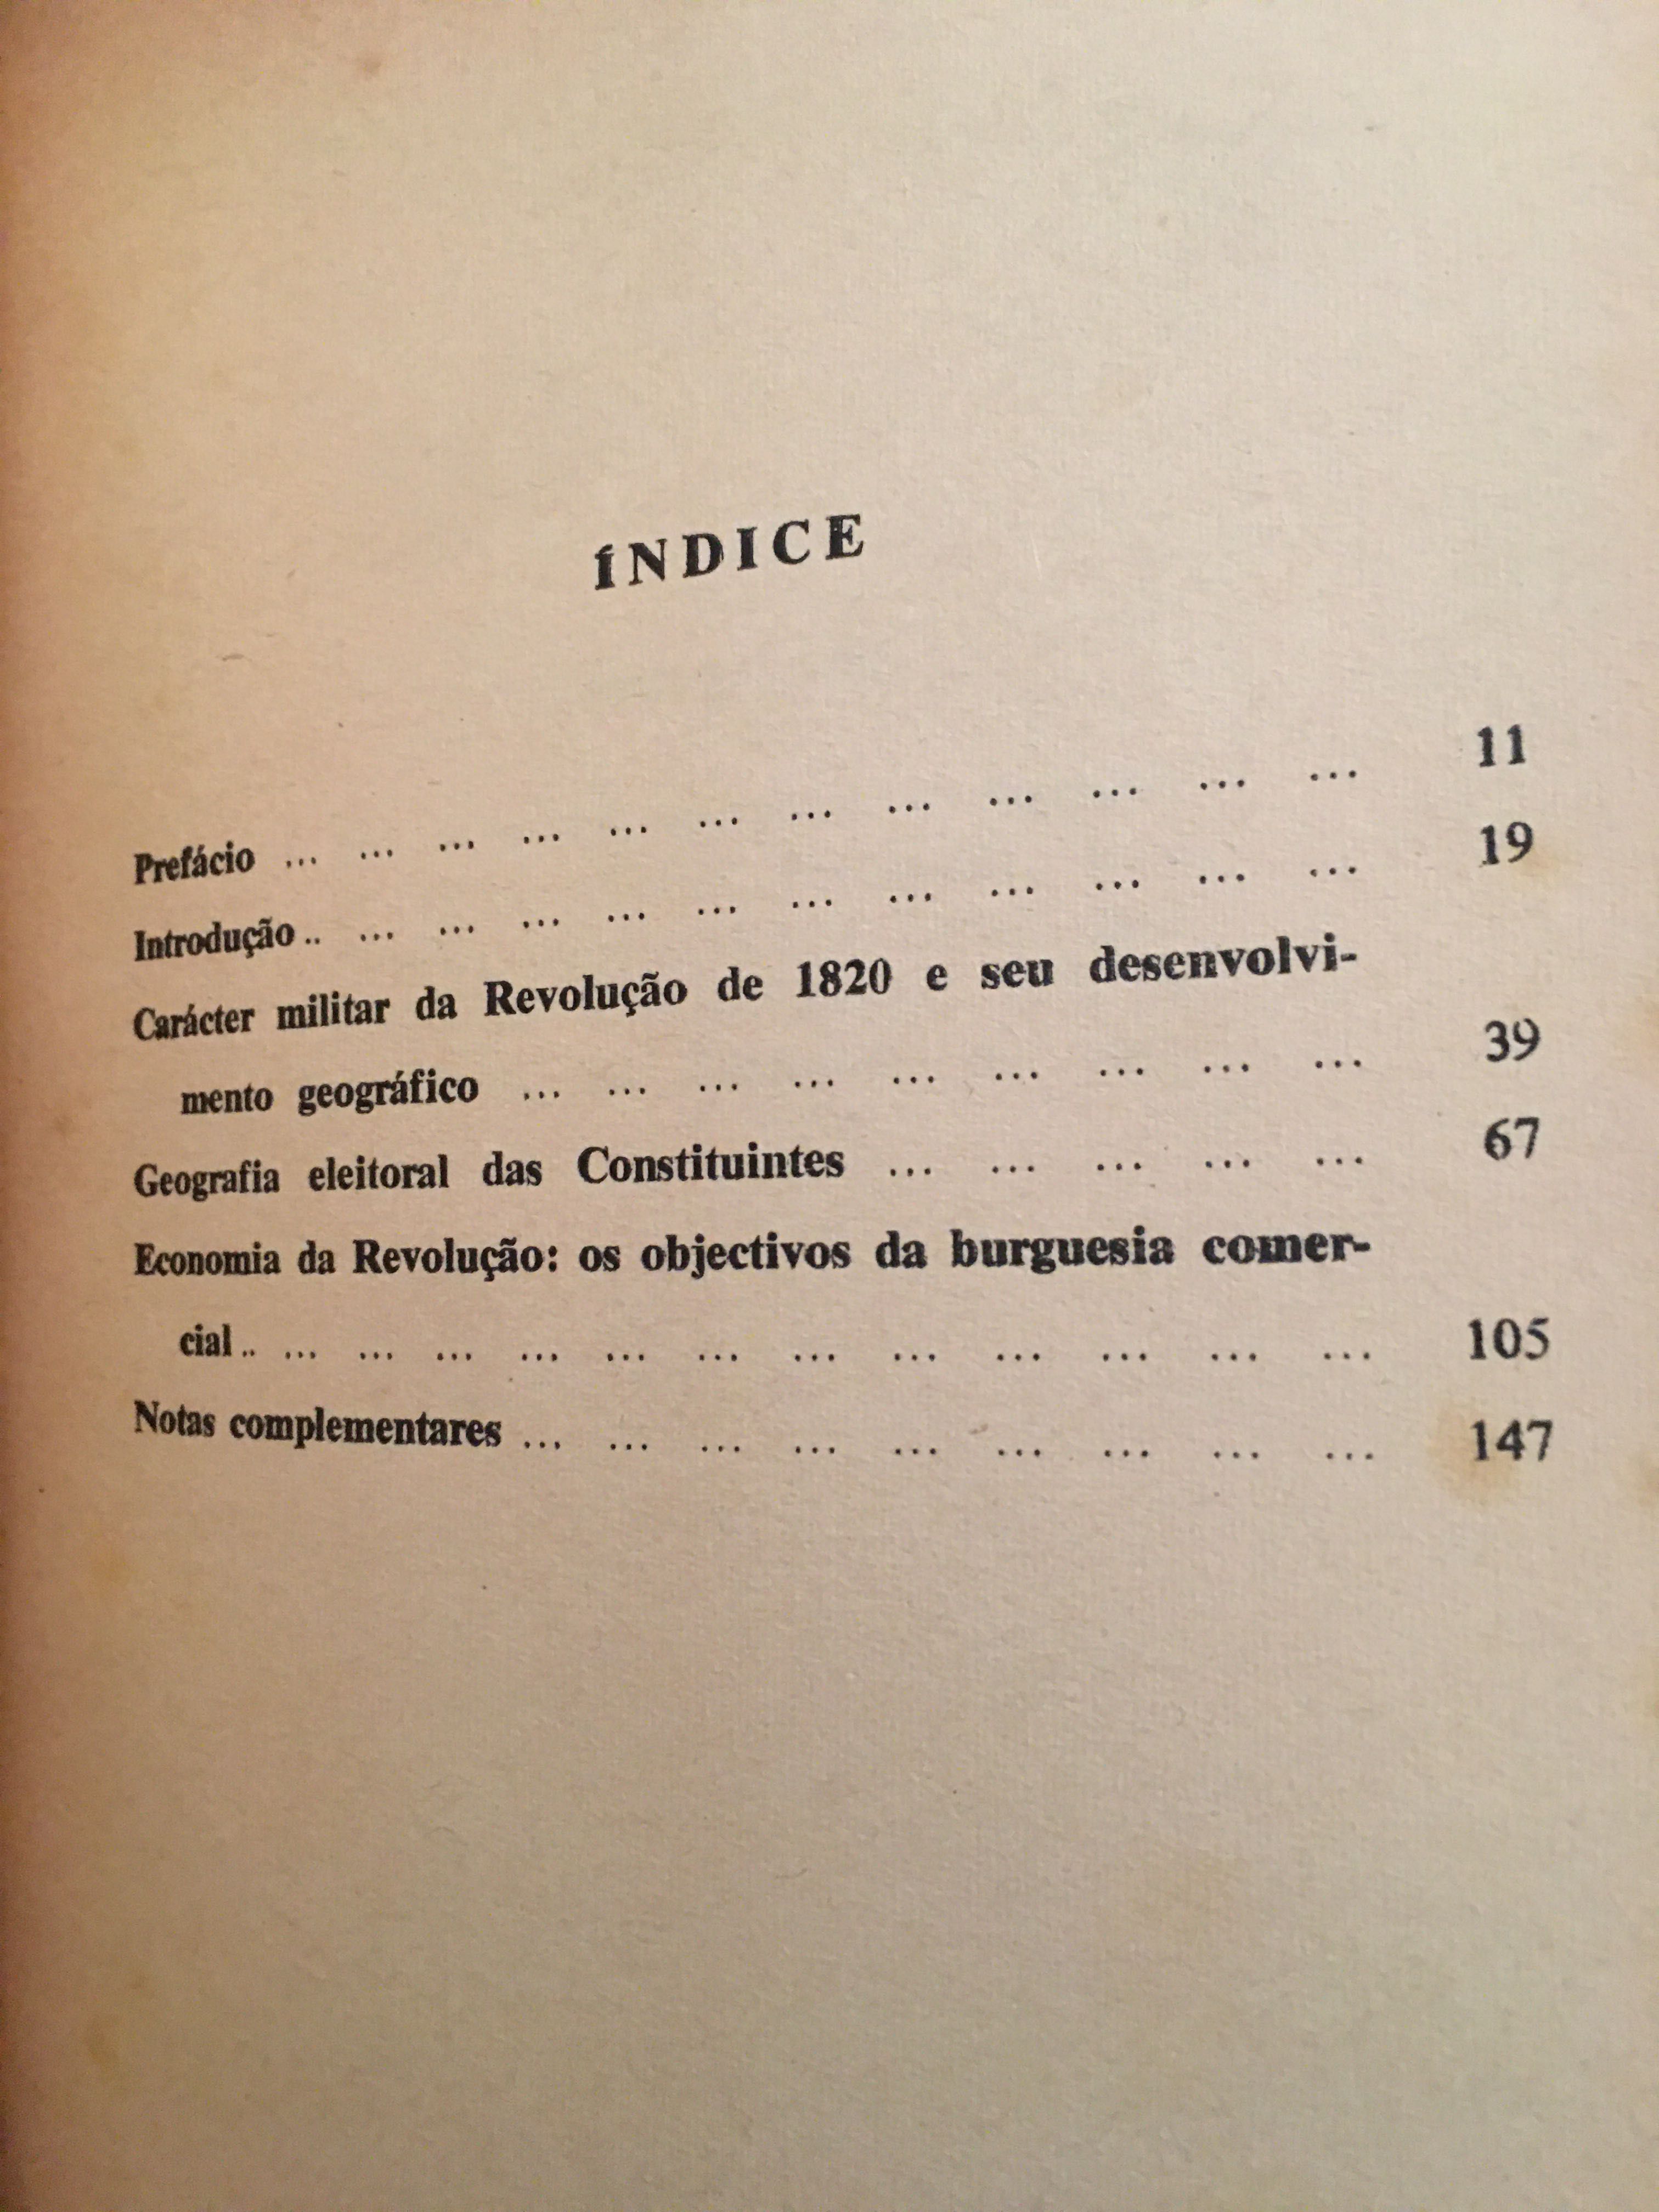 ÍNDICE
Prefácio ... ... ... ... ... ... ... ... ... ... ... ... 11
Introdução .. ... ... ... ... ... ... ... ... ... ... ... 19
Carácter militar da Revolução de 1820 e seu desenvolvi-
mento geográfico ... ... ... ... ... ... ... ... ... 39
Geografia eleitoral das Constituintes ... ... ... ... ... 67
Economia da Revolução: os objectivos da burguesia comer-
cial .. ... ... ... ... ... ... ... ... ... ... ... ... 105
Notas complementares ... ... ... ... ... ... ... ... ... 147